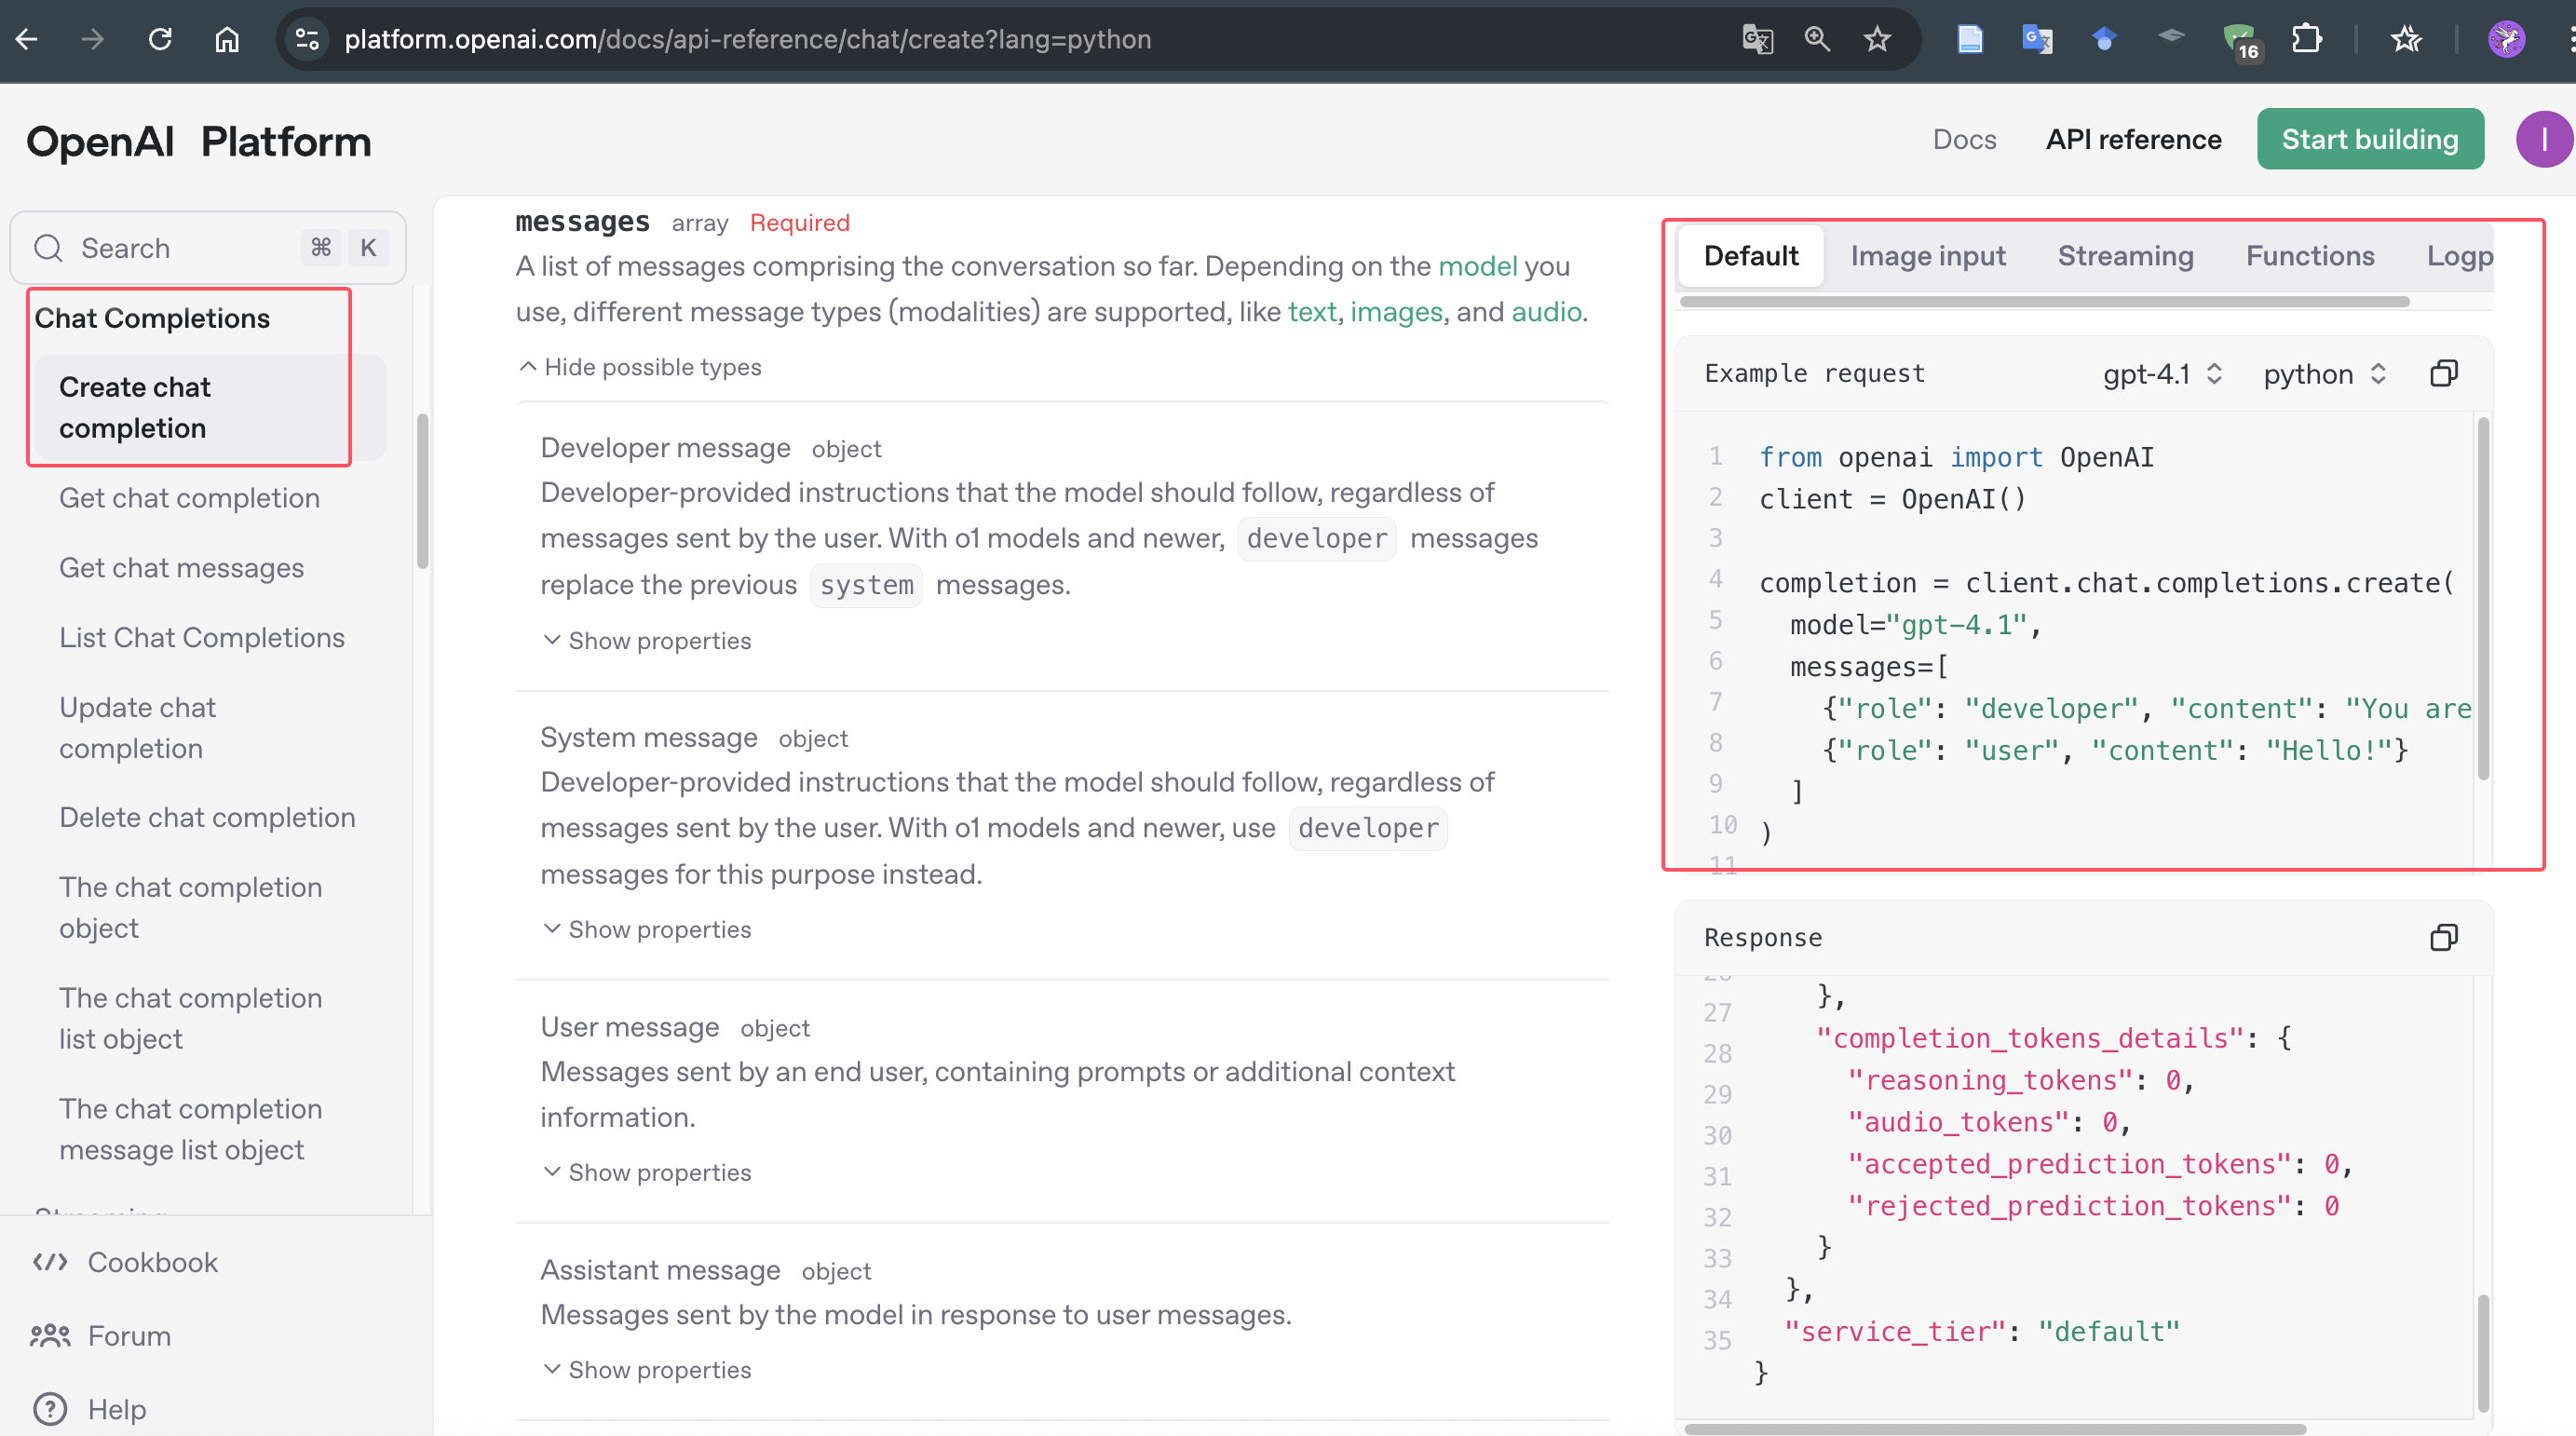 platform.openai.com/docs/api-reference/chat/create?lang=python
16
OpenAI Platform
Docs
API reference
Start building
I
Search
⌘ K
Chat Completions
Create chat
completion
Get chat completion
Get chat messages
List Chat Completions
Update chat
completion
Delete chat completion
The chat completion
object
The chat completion
list object
The chat completion
message list object
Streaming
Cookbook
Forum
Help
messages array Required
A list of messages comprising the conversation so far. Depending on the model you
use, different message types (modalities) are supported, like text, images, and audio.
Hide possible types
Developer message object
Developer-provided instructions that the model should follow, regardless of
messages sent by the user. With o1 models and newer, developer messages
replace the previous system messages.
Show properties
System message object
Developer-provided instructions that the model should follow, regardless of
messages sent by the user. With o1 models and newer, use developer
messages for this purpose instead.
Show properties
User message object
Messages sent by an end user, containing prompts or additional context
information.
Show properties
Assistant message object
Messages sent by the model in response to user messages.
Show properties
Default Image input Streaming Functions Logp
Example request gpt-4.1 python
1 from openai import OpenAI
2 client = OpenAI()
3
4 completion = client.chat.completions.create(
5 model="gpt-4.1",
6 messages=[
7 {"role": "developer", "content": "You are
8 {"role": "user", "content": "Hello!"}
9 ]
10 )
11
Response
26 },
27 "completion_tokens_details": {
28 "reasoning_tokens": 0,
29 "audio_tokens": 0,
30 "accepted_prediction_tokens": 0,
31 "rejected_prediction_tokens": 0
32 }
33 },
34 "service_tier": "default"
35 }